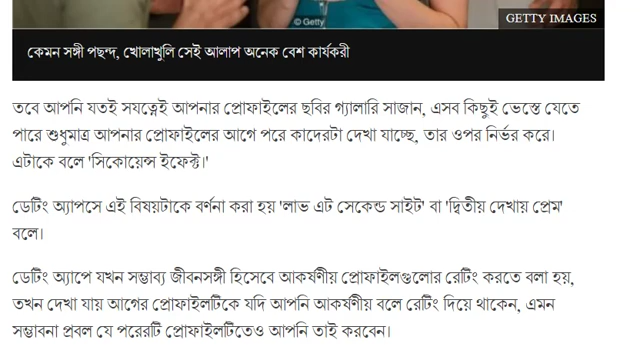 © Getty
GETTY IMAGES
কেমন সঙ্গী পছন্দ, খোলাখুলি সেই আলাপ অনেক বেশ কার্যকরী
তবে আপনি যতই সযত্নেই আপনার প্রোফাইলের ছবির গ্যালারি সাজান, এসব কিছুই ভেস্তে যেতে
পারে শুধুমাত্র আপনার প্রোফাইলের আগে পরে কাদেরটা দেখা যাচ্ছে, তার ওপর নির্ভর করে।
এটাকে বলে 'সিকোয়েন্স ইফেক্ট।'
ডেটিং অ্যাপসে এই বিষয়টাকে বর্ণনা করা হয় 'লাভ এট সেকেন্ড সাইট' বা 'দ্বিতীয় দেখায় প্রেম'
বলে।
ডেটিং অ্যাপে যখন সম্ভাব্য জীবনসঙ্গী হিসেবে আকর্ষণীয় প্রোফাইলগুলোর রেটিং করতে বলা হয়,
তখন দেখা যায় আগের প্রোফাইলটিকে যদি আপনি আকর্ষণীয় বলে রেটিং দিয়ে থাকেন, এমন
সম্ভাবনা প্রবল যে পরেরটি প্রোফাইলটিতেও আপনি তাই করবেন।